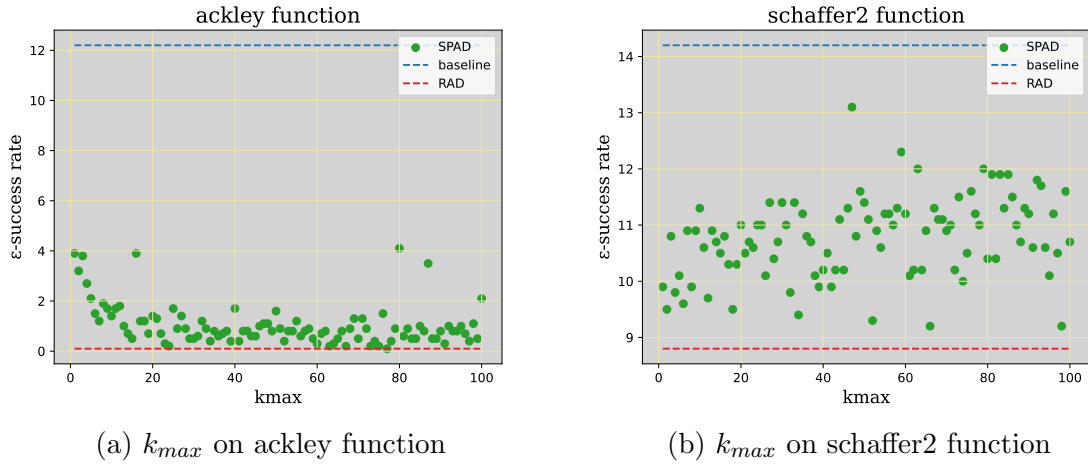 ackley function
12
10
8
6
4
2
0
ε-success rate
SPAD
baseline
RAD
0
20
40
60
80
100
kmax
(a) k_max on ackley function
schaffer2 function
14
13
12
11
10
9
ε-success rate
SPAD
baseline
RAD
0
20
40
60
80
100
kmax
(b) k_max on schaffer2 function